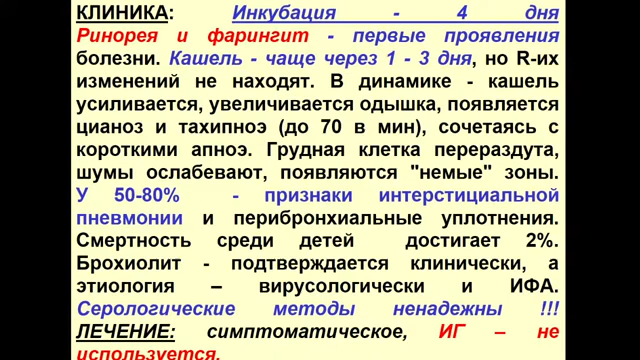 КЛИНИКА: Инкубация - 4 дня
Ринорея и фарингит - первые проявления
болезни. Кашель - чаще через 1 - 3 дня, но R-их
изменений не находят. В динамике - кашель
усиливается, увеличивается одышка, появляется
цианоз и тахипноэ (до 70 в мин), сочетаясь с
короткими апноэ. Грудная клетка перераздута,
шумы ослабевают, появляются "немые" зоны.
У 50-80% - признаки интерстициальной
пневмонии и перибронхиальные уплотнения.
Смертность среди детей достигает 2%.
Брохиолит - подтверждается клинически, а
этиология – вирусологически и ИФА.
Серологические методы ненадежны !!!
ЛЕЧЕНИЕ: симптоматическое, ИГ – не
используется.